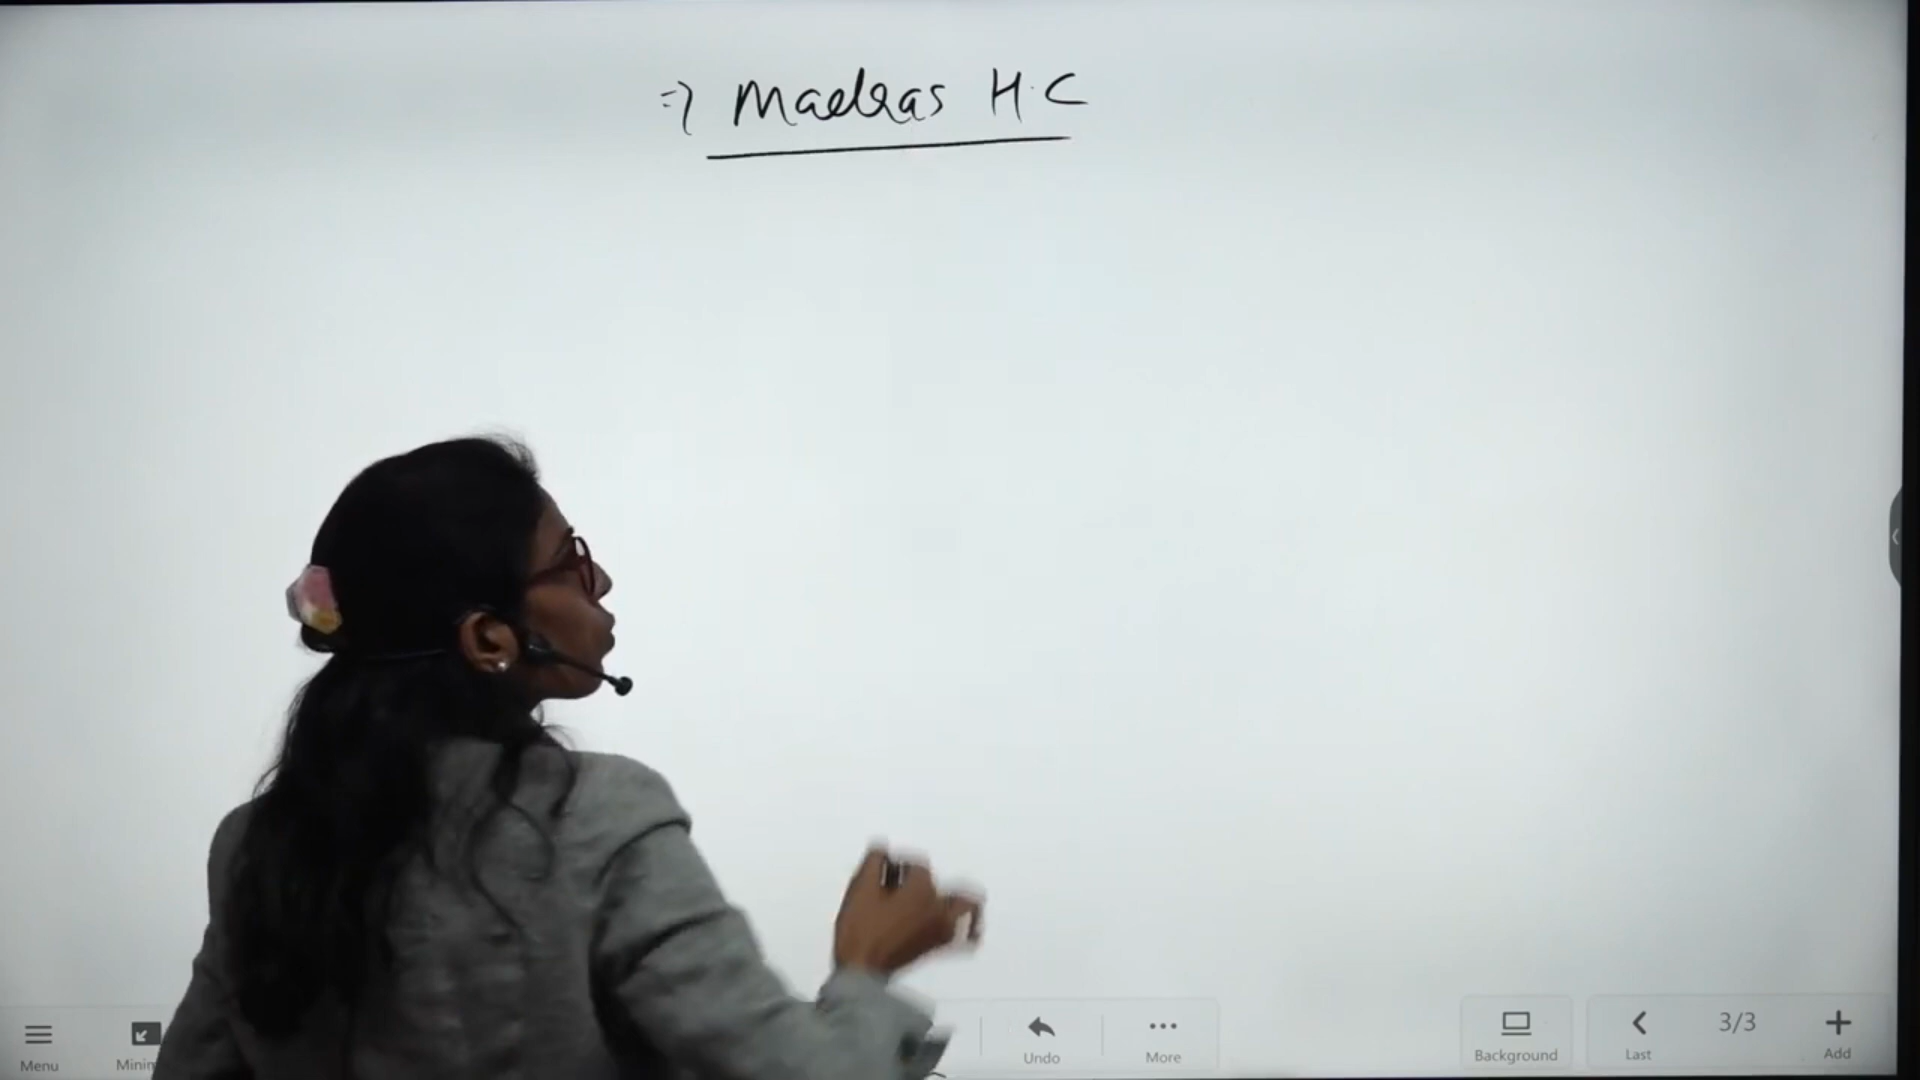 => Madras H.C
Menu
Undo
More
Background
Last
3/3
Add